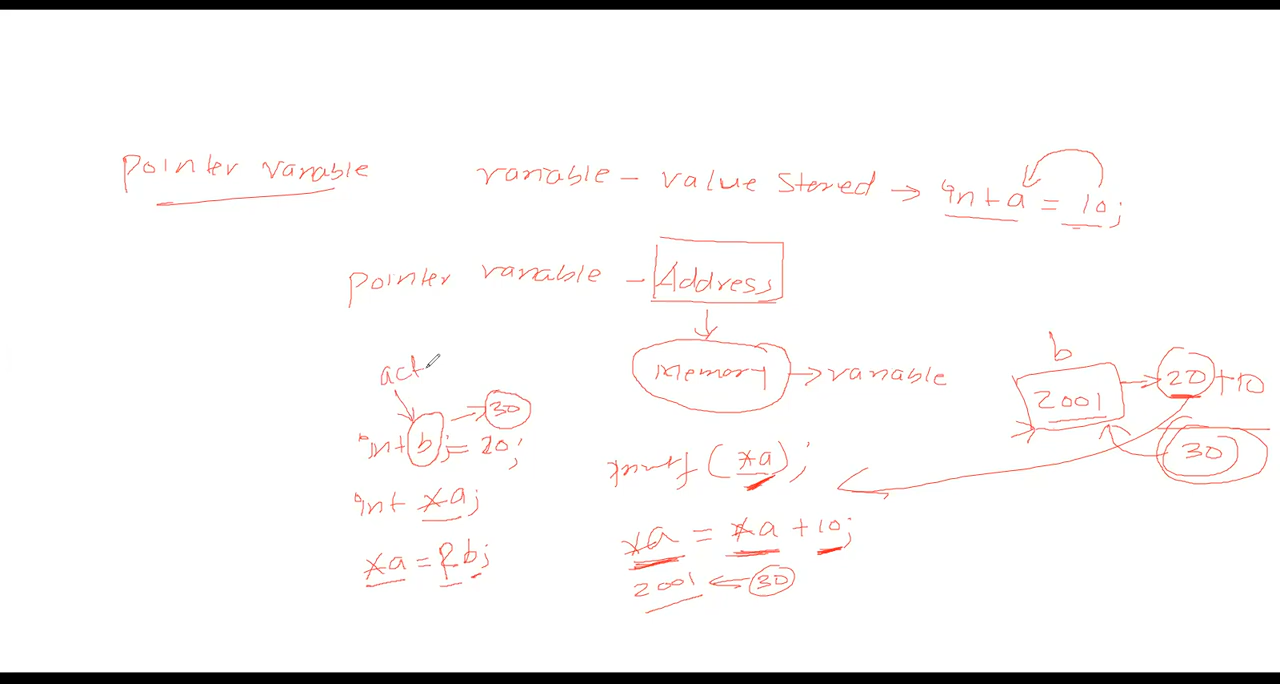 pointer variable
variable - value stored → int a = 10;
pointer variable - Address
Memory → variable
b
2001 → 20 + 10
30
act
30
int b; = 20;
int *a;
*a = &b;
printf (*a);
*a = *a + 10;
2001 ← 30